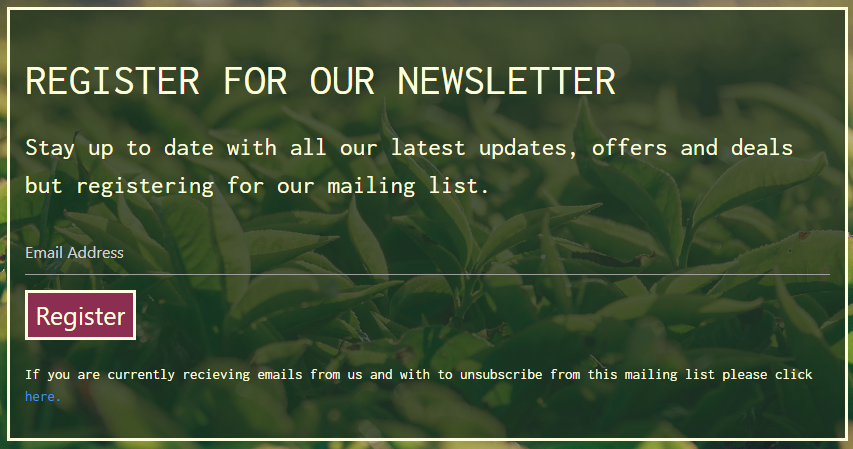 REGISTER FOR OUR NEWSLETTER
Stay up to date with all our latest updates, offers and deals
but registering for our mailing list.
Email Address
Register
If you are currently recieving emails from us and with to unsubscribe from this mailing list please click
here.